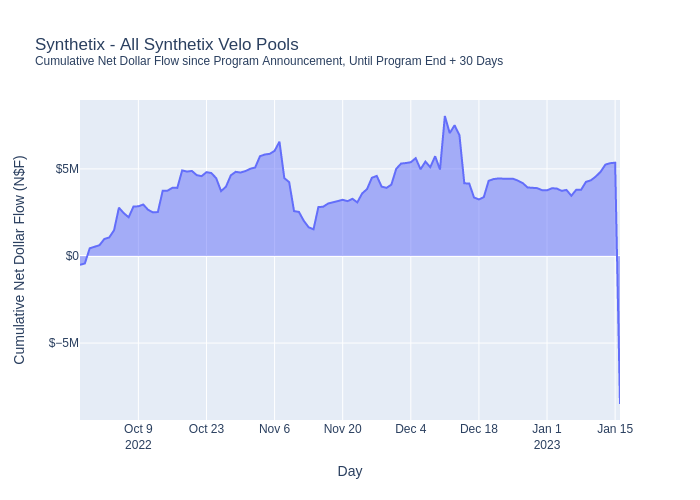 Synthetix - All Synthetix Velo Pools
Cumulative Net Dollar Flow since Program Announcement, Until Program End + 30 Days
Cumulative Net Dollar Flow (N$F)
$5M
$0
$−5M
Oct 9
2022
Oct 23
Nov 6
Nov 20
Dec 4
Dec 18
Jan 1
2023
Jan 15
Day